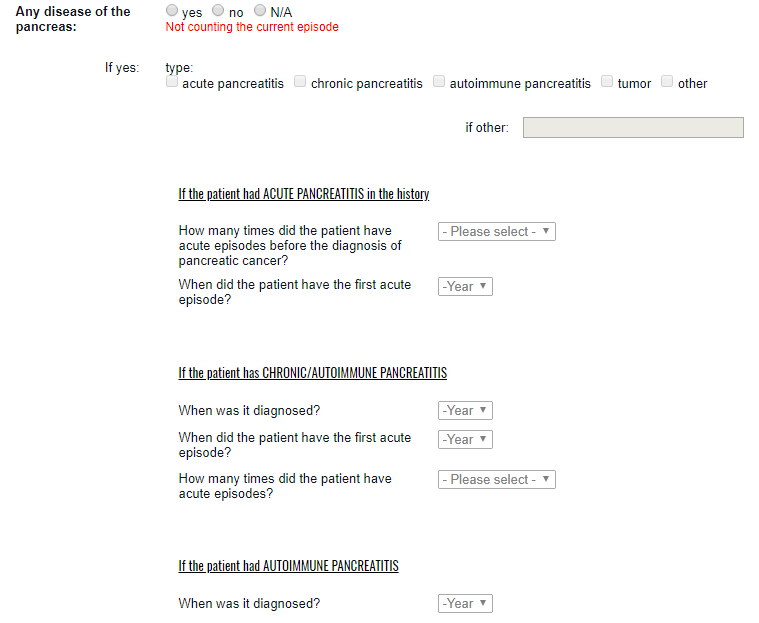 Any disease of the pancreas:
yes no N/A
Not counting the current episode
If yes: type:
acute pancreatitis chronic pancreatitis autoimmune pancreatitis tumor other
if other:
If the patient had ACUTE PANCREATITIS in the history
How many times did the patient have
acute episodes before the diagnosis of
pancreatic cancer?
- Please select -
When did the patient have the first acute
episode?
-Year
If the patient has CHRONIC/AUTOIMMUNE PANCREATITIS
When was it diagnosed?
-Year
When did the patient have the first acute
episode?
-Year
How many times did the patient have
acute episodes?
- Please select -
If the patient had AUTOIMMUNE PANCREATITIS
When was it diagnosed?
-Year